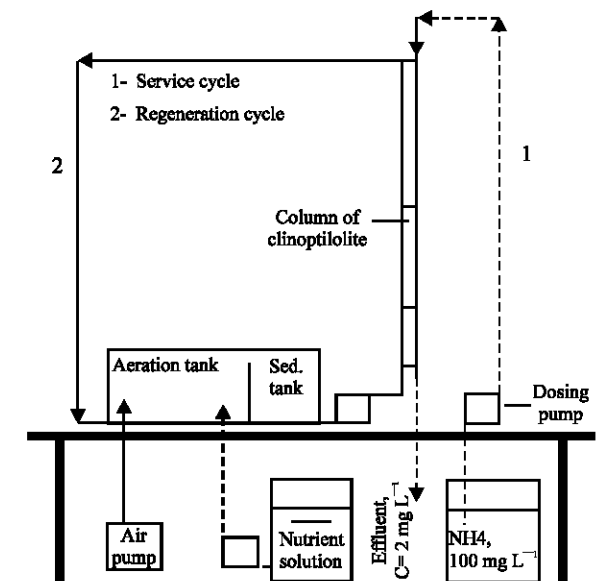 1- Service cycle
2- Regeneration cycle
2
1
Column of
clinoptilolite
Aeration tank
Sed.
tank
Dosing
pump
Air
pump
Nutrient
solution
Effluent,
C= 2 mg L⁻¹
NH4,
100 mg L⁻¹